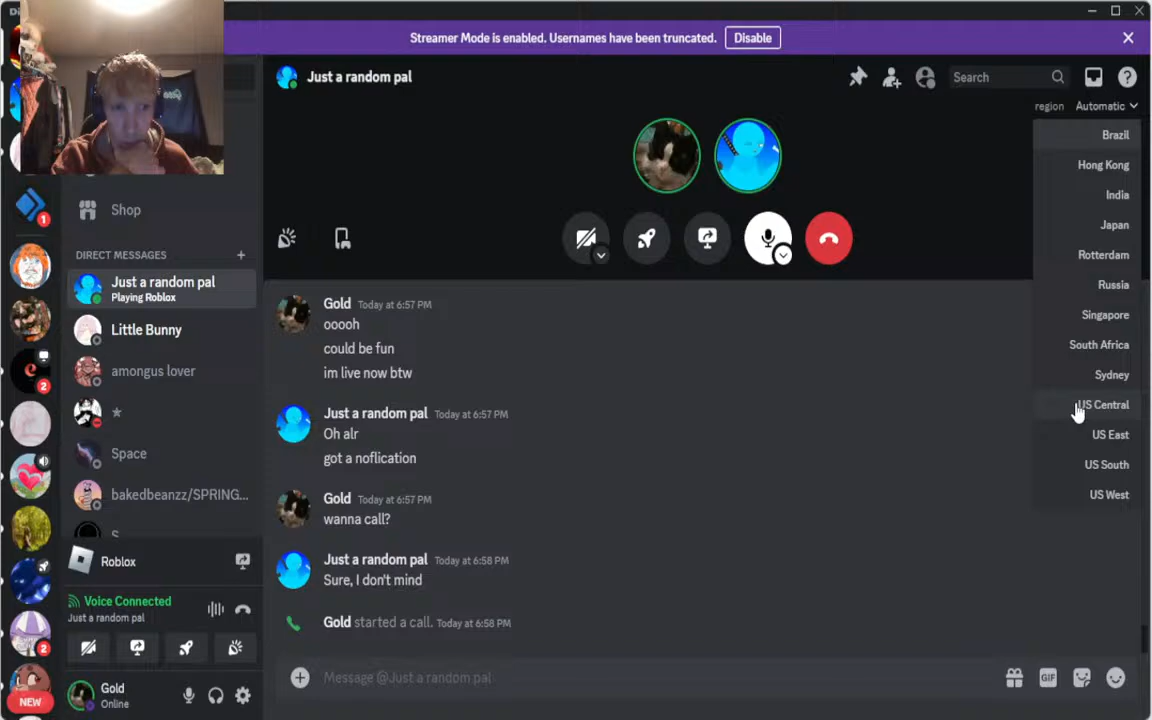 Di
Streamer Mode is enabled. Usernames have been truncated.
Disable
Just a random pal
Search
region
Automatic
Brazil
Hong Kong
India
Japan
Rotterdam
Russia
Singapore
South Africa
Sydney
US Central
US East
US South
US West
Shop
DIRECT MESSAGES
Just a random pal
Playing Roblox
Little Bunny
amongus lover
Space
bakedbeanzz/SPRING...
S
Gold Today at 6:57 PM
ooooh
could be fun
im live now btw
Just a random pal Today at 6:57 PM
Oh alr
got a noflication
Gold Today at 6:57 PM
wanna call?
Just a random pal Today at 6:58 PM
Sure, I don't mind
Gold started a call. Today at 6:58 PM
Message @Just a random pal
GIF
Roblox
Voice Connected
Just a random pal
Gold
Online
1
2
2
NEW